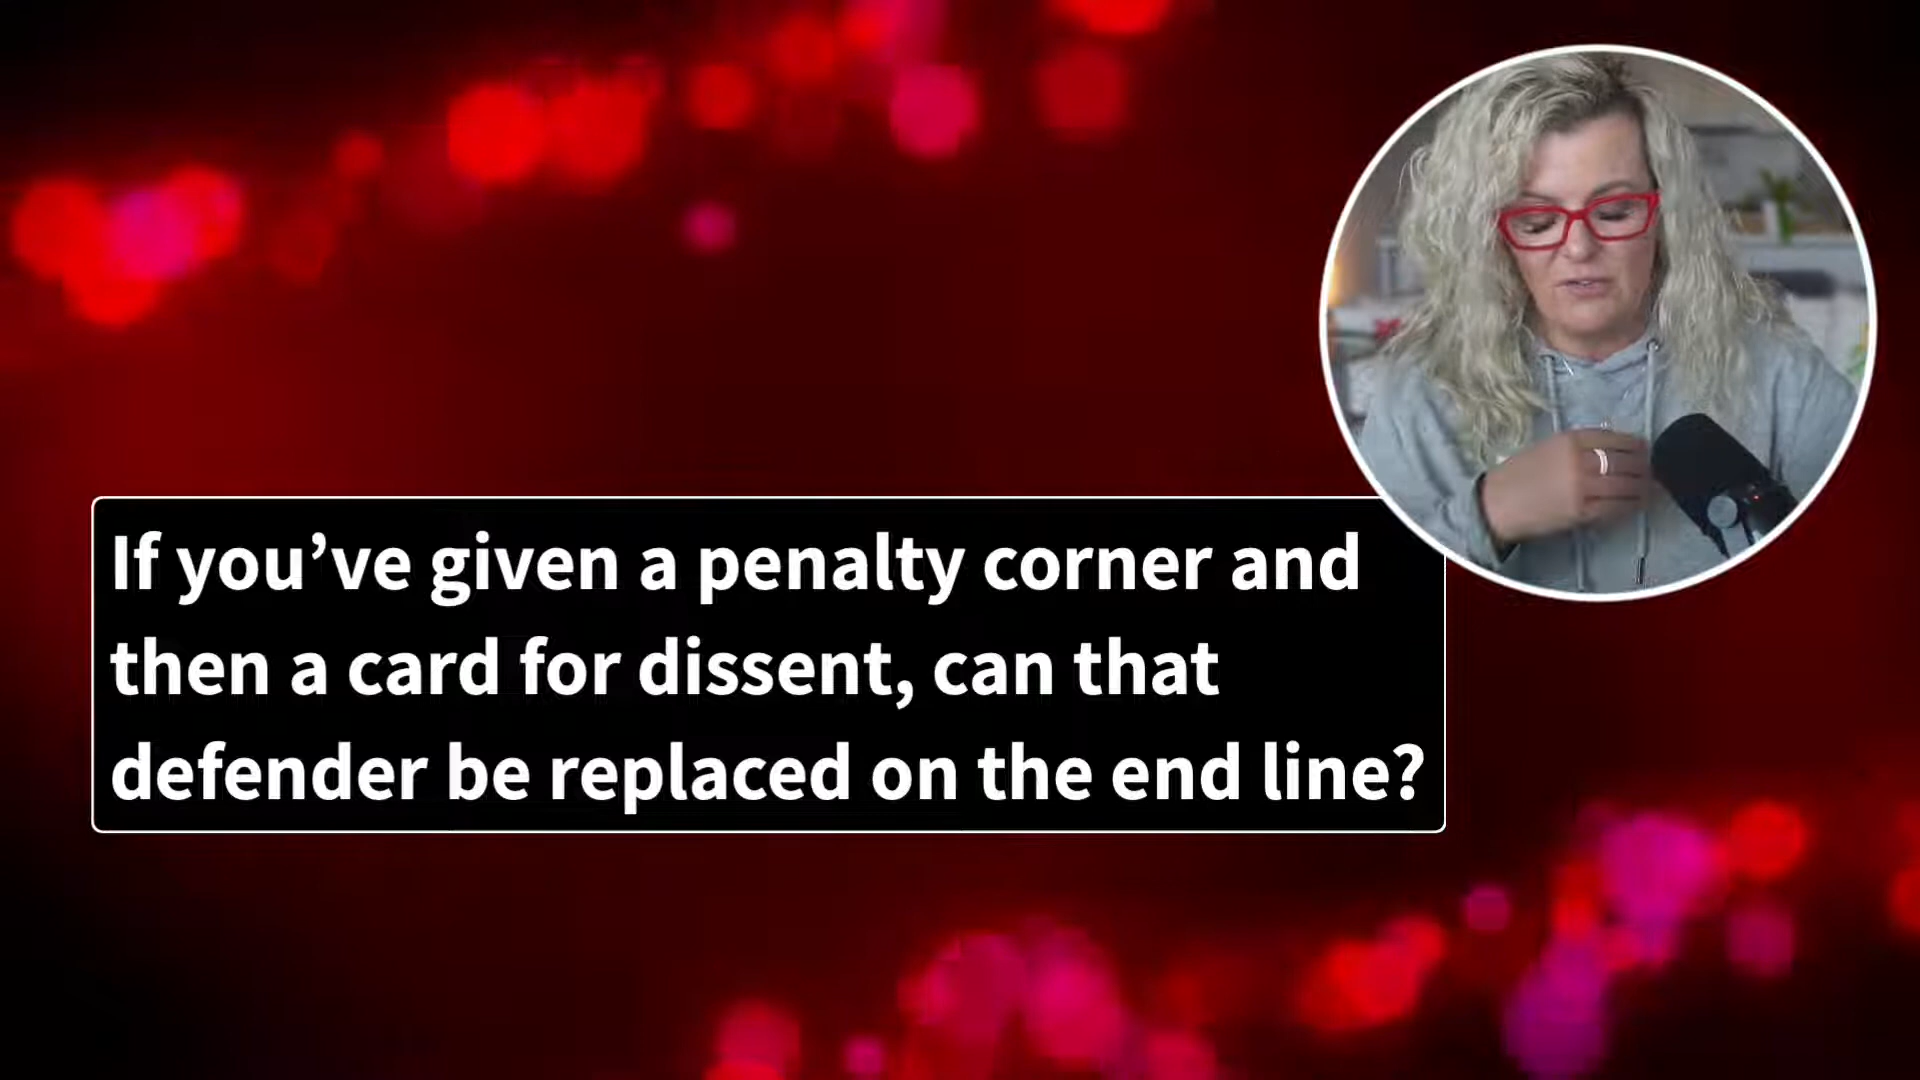 If you’ve given a penalty corner and
then a card for dissent, can that
defender be replaced on the end line?